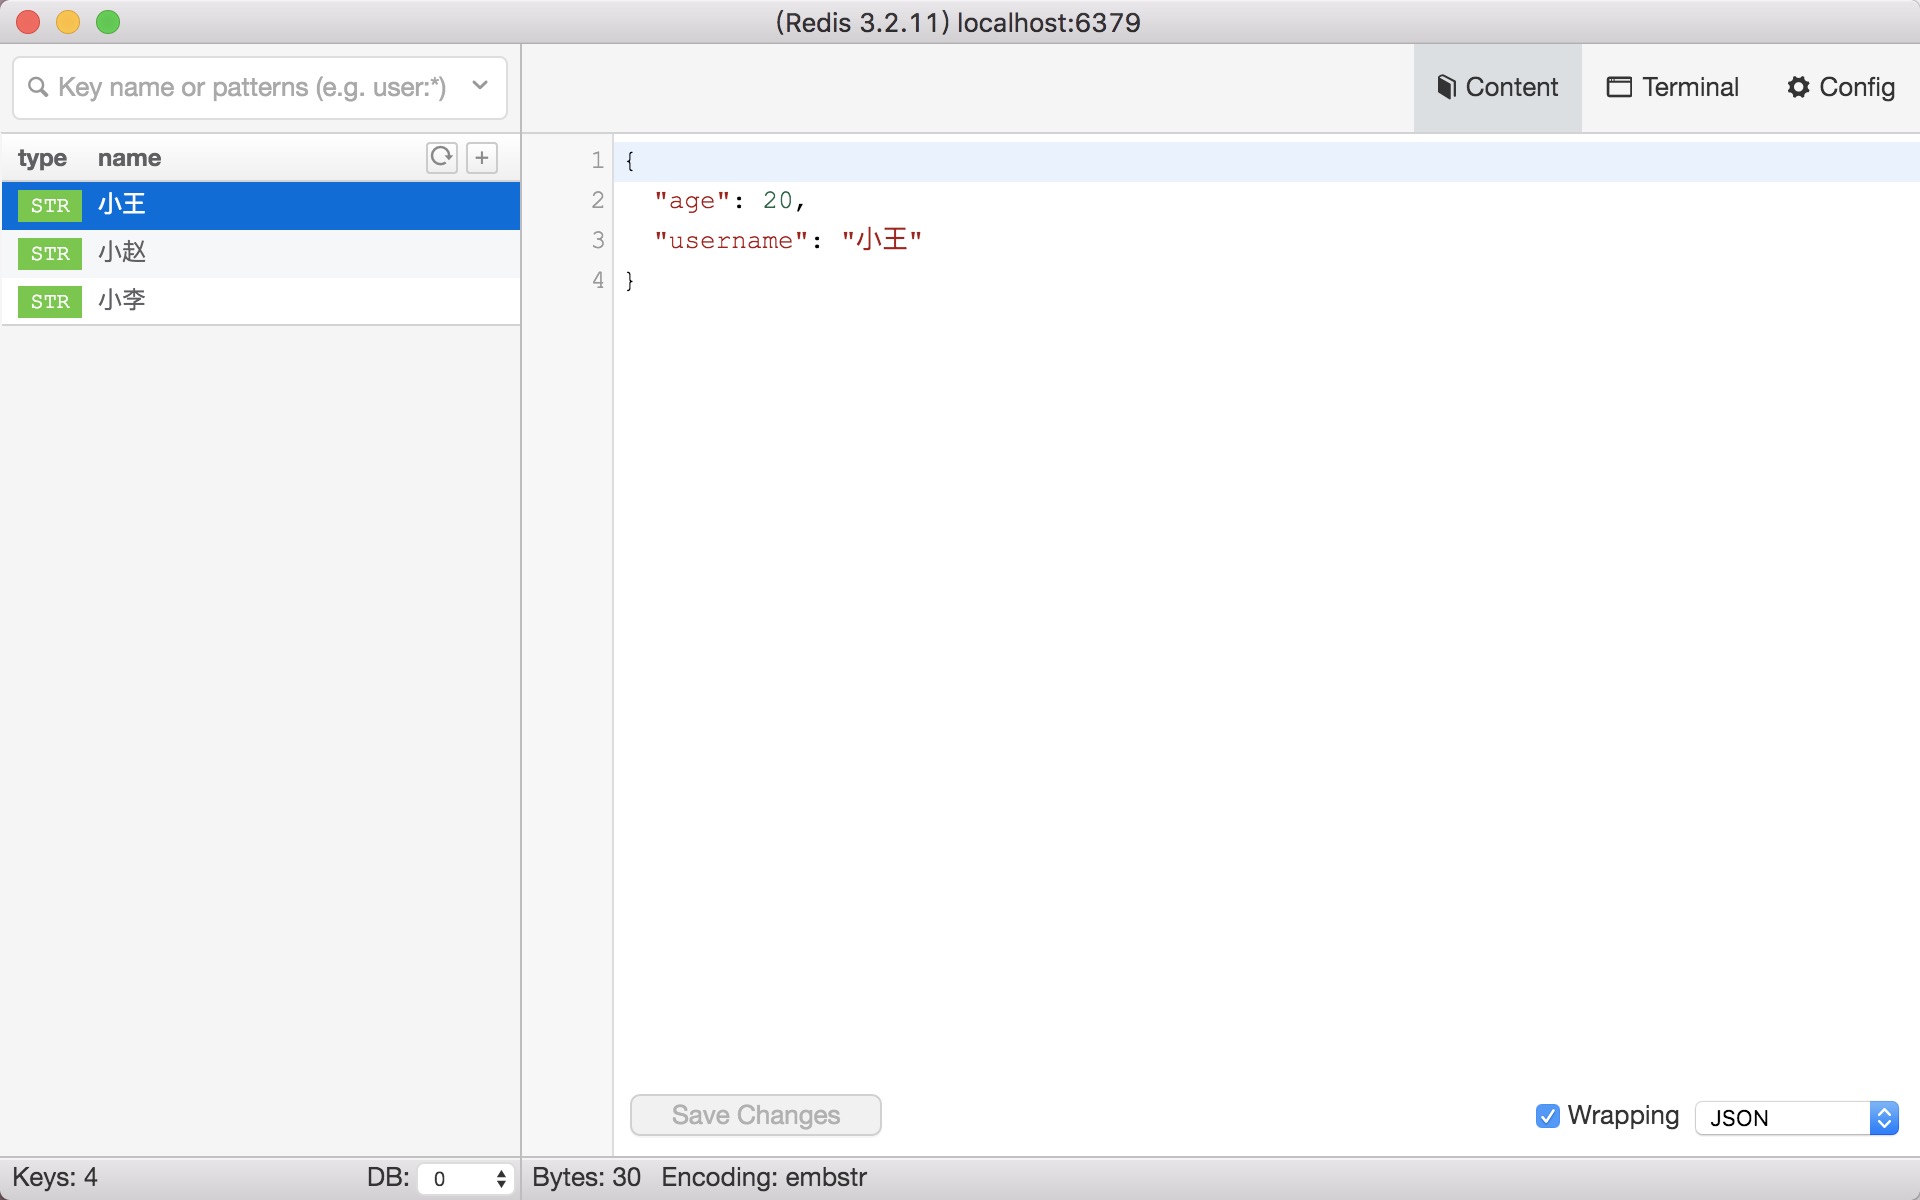 (Redis 3.2.11) localhost:6379
Key name or patterns (e.g. user:*)
Content
Terminal
Config
type name
STR 小王
STR 小赵
STR 小李
1 {
2 "age": 20,
3 "username": "小王"
4 }
Save Changes
Wrapping
JSON
Keys: 4
DB: 0
Bytes: 30
Encoding: embstr